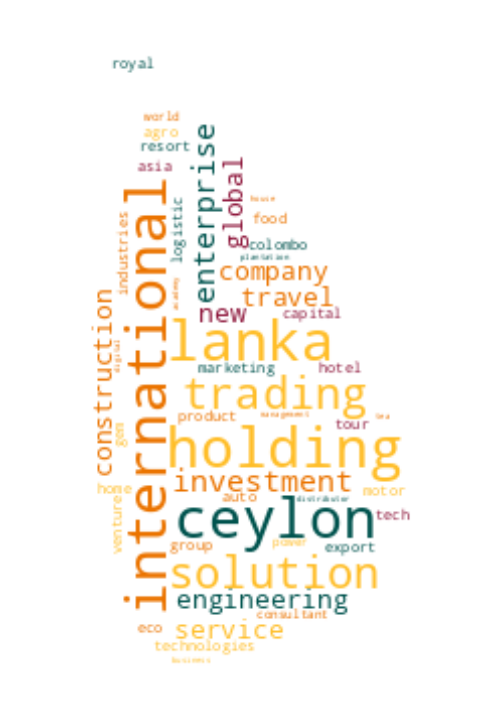 royal
world
agro
resort
asia
enterprise
global
international
logistic
industries
house
food
colombo
plantation
company
academy
travel
construction
new
capital
lanka
digital
marketing
hotel
trading
product
management
tea
tour
gem
holding
investment
home
venture
auto
distributor
motor
ceylon
tech
group
power
export
solution
engineering
consultant
eco
service
technologies
business